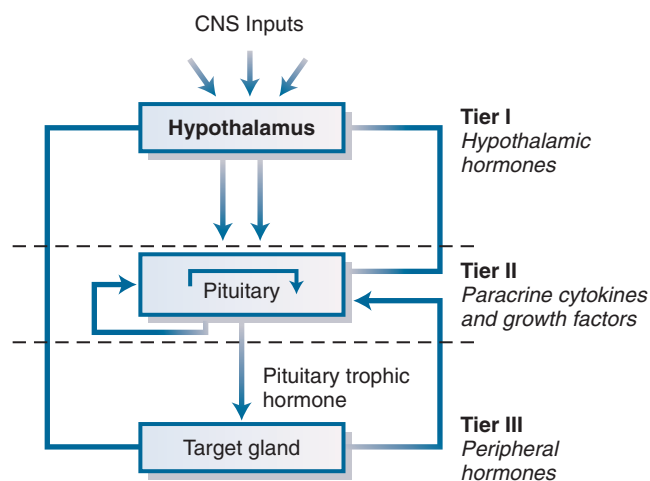 CNS Inputs
Hypothalamus
Tier I
Hypothalamic
hormones
Pituitary
Tier II
Paracrine cytokines
and growth factors
Pituitary trophic
hormone
Target gland
Tier III
Peripheral
hormones